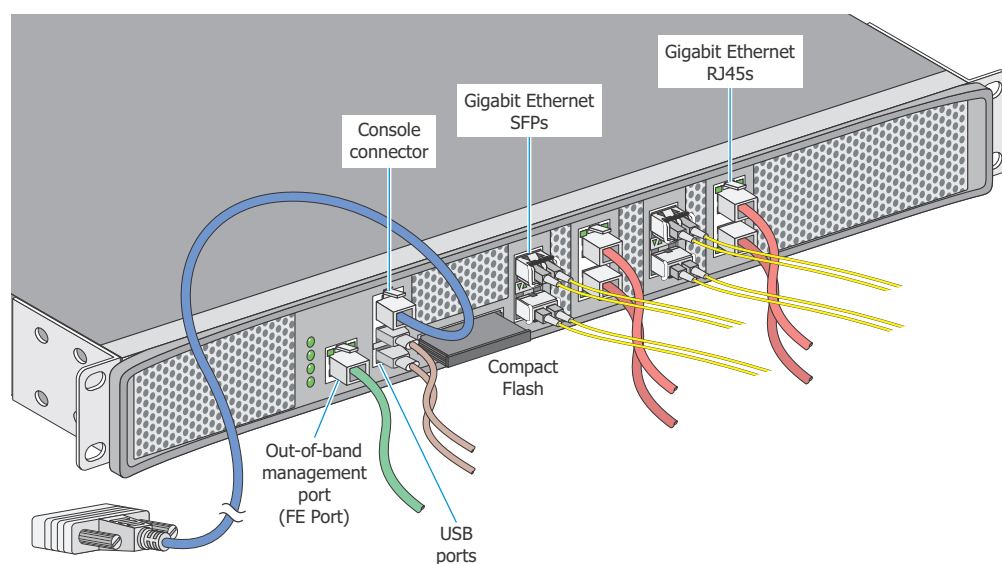 Gigabit Ethernet
RJ45s
Gigabit Ethernet
SFPs
Console
connector
Compact
Flash
Out-of-band
management
port
(FE Port)
USB
ports